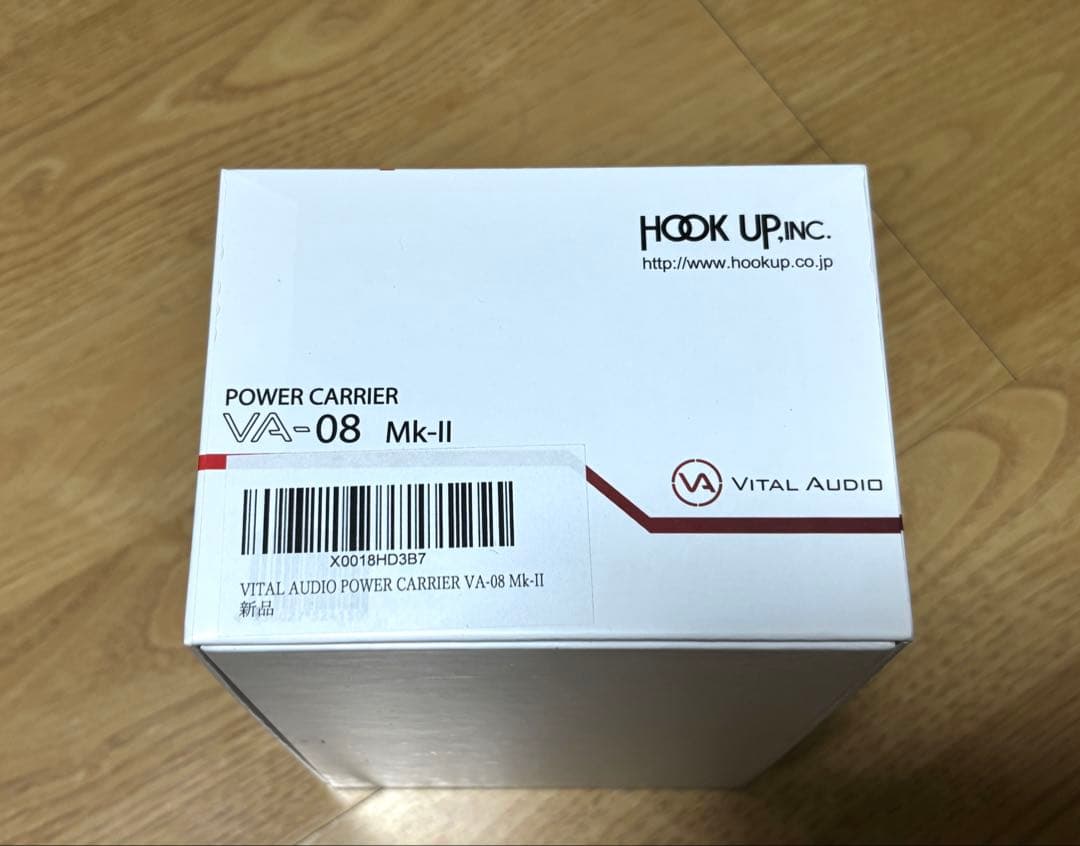 HOOK UP,INC.
http://www.hookup.co.jp
POWER CARRIER
VA-08 Mk-II
VA VITAL AUDIO
X0018HD3B7
VITAL AUDIO POWER CARRIER VA-08 Mk-II
新品